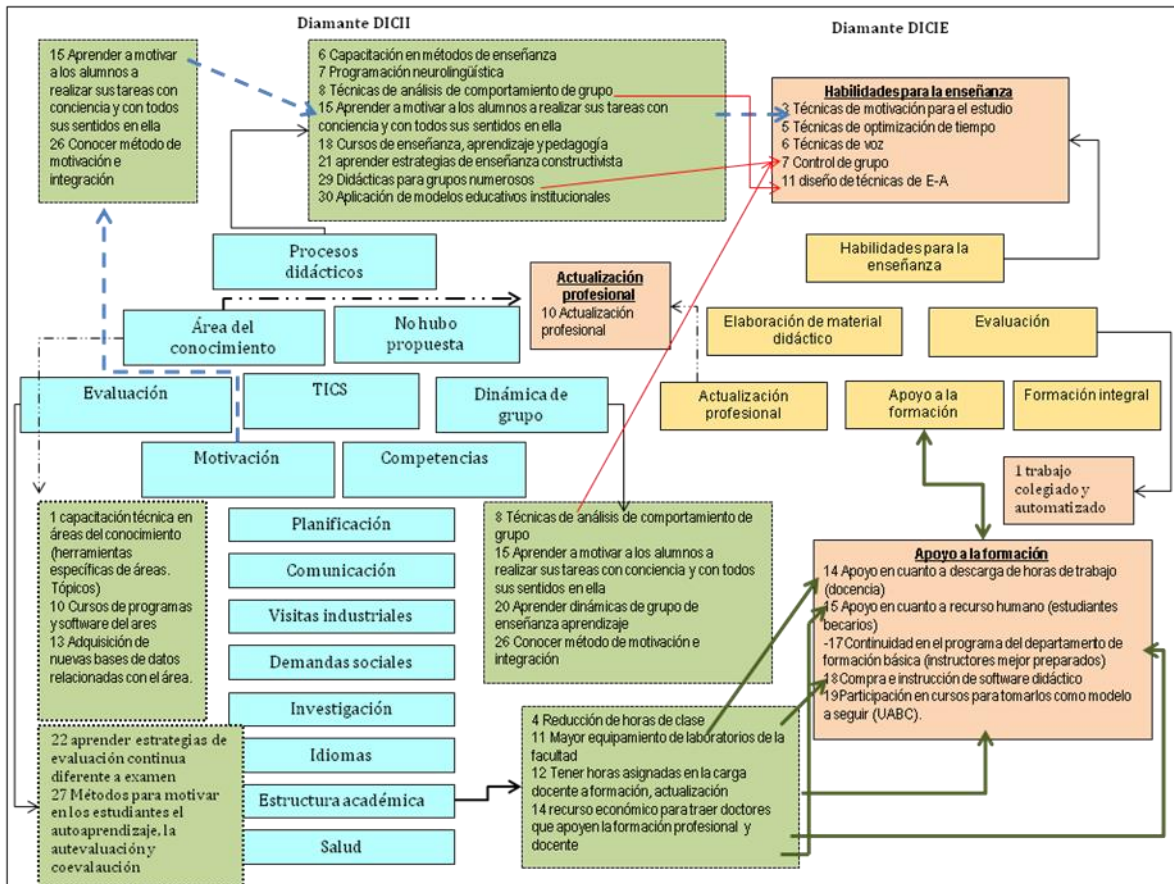 Diamante DICII
Diamante DICIE
15 Aprender a motivar
a los alumnos a
realizar sus tareas con
conciencia y con todos
sus sentidos en ella
26 Conocer método de
motivación e
integración
6 Capacitación en métodos de enseñanza
7 Programación neurolingüística
8 Técnicas de análisis de comportamiento de grupo
15 Aprender a motivar a los alumnos a realizar sus tareas con
conciencia y con todos sus sentidos en ella
18 Cursos de enseñanza, aprendizaje y pedagogía
21 aprender estrategias de enseñanza constructivista
29 Didácticas para grupos numerosos
30 Aplicación de modelos educativos institucionales
Habilidades para la enseñanza
3 Técnicas de motivación para el estudio
5 Técnicas de optimización de tiempo
6 Técnicas de voz
7 Control de grupo
11 diseño de técnicas de E-A
Procesos
didácticos
Habilidades para la
enseñanza
Actualización
profesional
10 Actualización
profesional
Área del
conocimiento
No hubo
propuesta
Elaboración de material
didáctico
Evaluación
Evaluación
TICS
Dinámica de
grupo
Actualización
profesional
Apoyo a la
formación
Formación integral
Motivación
Competencias
1 trabajo
colegiado y
automatizado
1 capacitación técnica en
áreas del conocimiento
(herramientas
específicas de áreas.
Tópicos)
10 Cursos de programas
y software del ares
13 Adquisición de
nuevas bases de datos
relacionadas con el área.
Planificación
Comunicación
Visitas industriales
Demandas sociales
Investigación
Idiomas
Estructura académica
Salud
8 Técnicas de análisis de comportamiento de
grupo
15 Aprender a motivar a los alumnos a
realizar sus tareas con conciencia y con todos
sus sentidos en ella
20 Aprender dinámicas de grupo de
enseñanza aprendizaje
26 Conocer método de motivación e
integración
Apoyo a la formación
14 Apoyo en cuanto a descarga de horas de trabajo
(docencia)
15 Apoyo en cuanto a recurso humano (estudiantes
becarios)
-17 Continuidad en el programa del departamento de
formación básica (instructores mejor preparados)
18 Compra e instrucción de software didáctico
19 Participación en cursos para tomarlos como modelo
a seguir (UABC).
22 aprender estrategias de
evaluación continua
diferente a examen
27 Métodos para motivar
en los estudiantes el
autoaprendizaje, la
autevaluación y
coevalaución
4 Reducción de horas de clase
11 Mayor equipamiento de laboratorios de la
facultad
12 Tener horas asignadas en la carga
docente a formación, actualización
14 recurso económico para traer doctores
que apoyen la formación profesional y
docente